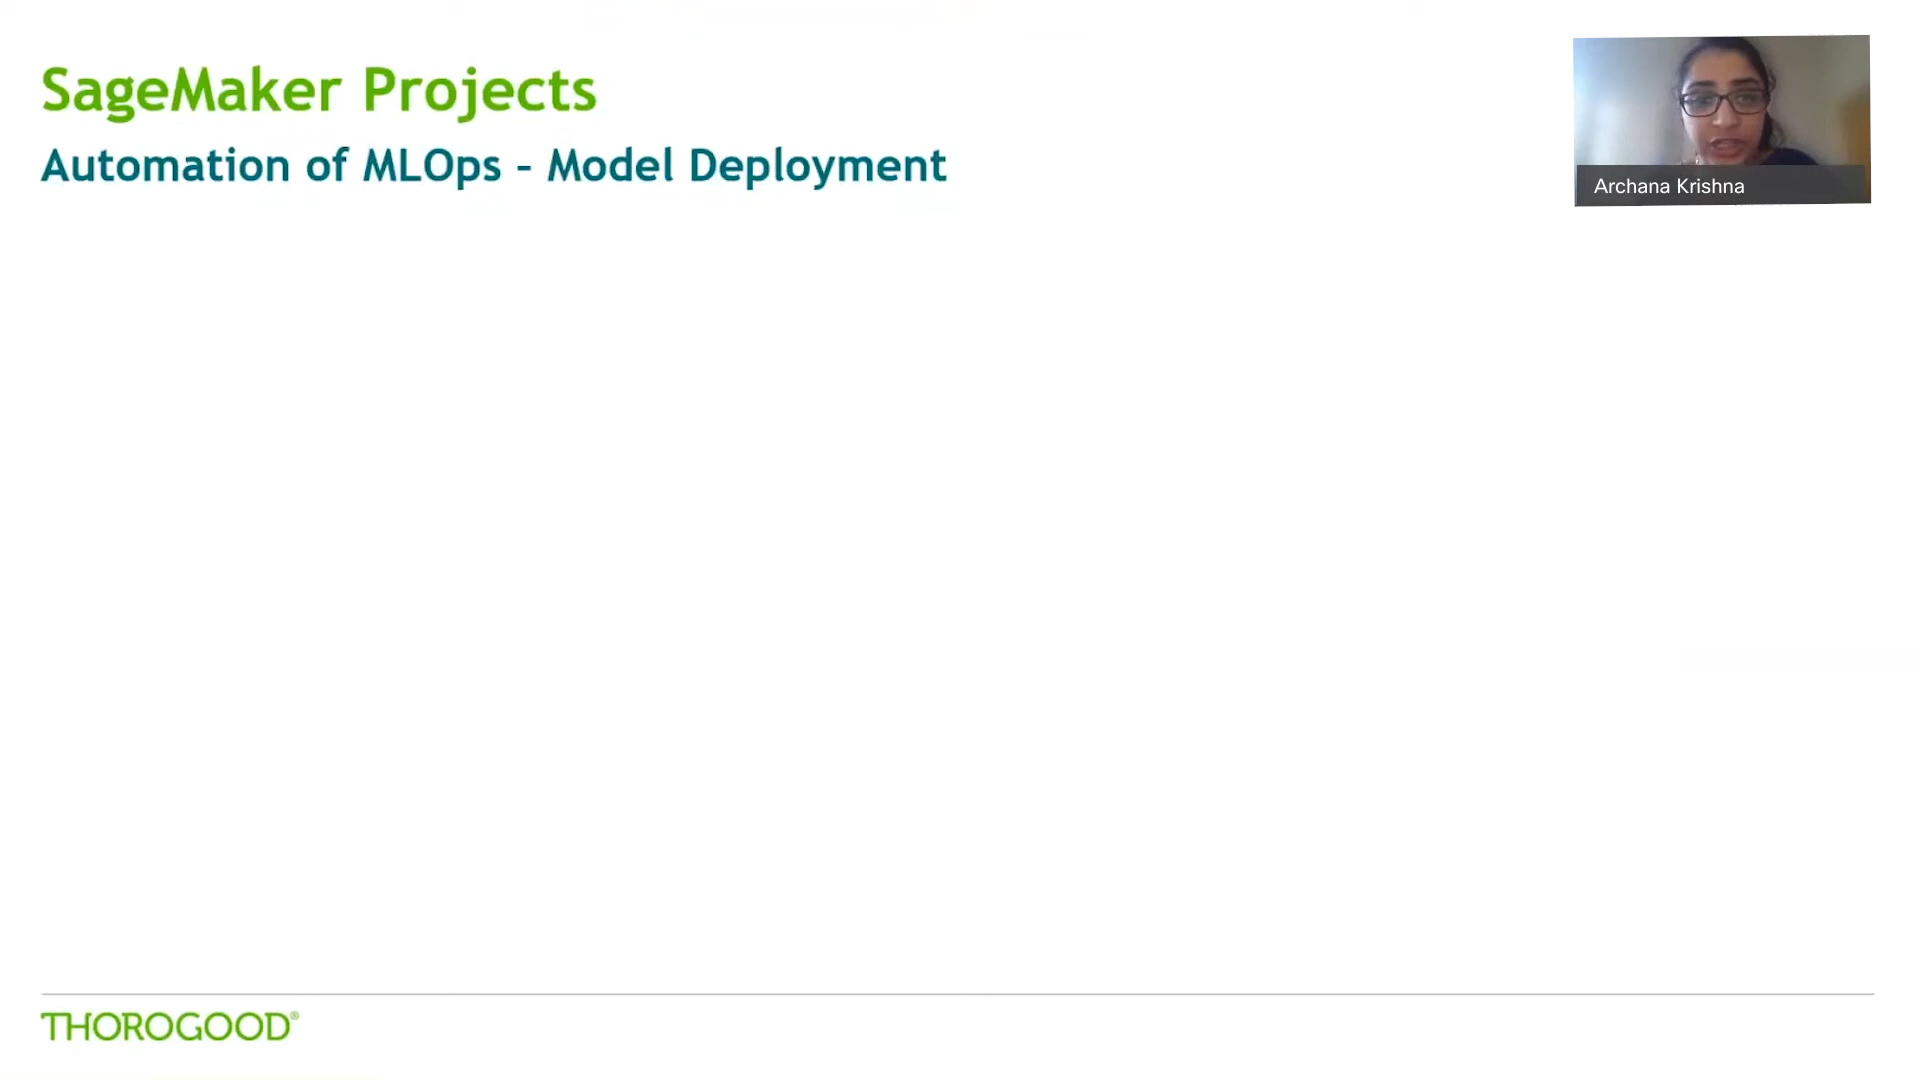 SageMaker Projects
Automation of MLOps – Model Deployment
Archana Krishna
THOROGOOD®